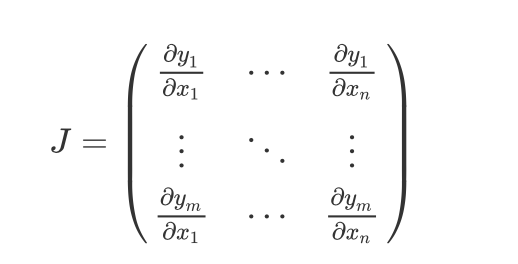 J = \begin{pmatrix} \frac{\partial y_1}{\partial x_1} & \cdots & \frac{\partial y_1}{\partial x_n} \\ \vdots & \ddots & \vdots \\ \frac{\partial y_m}{\partial x_1} & \cdots & \frac{\partial y_m}{\partial x_n} \end{pmatrix}